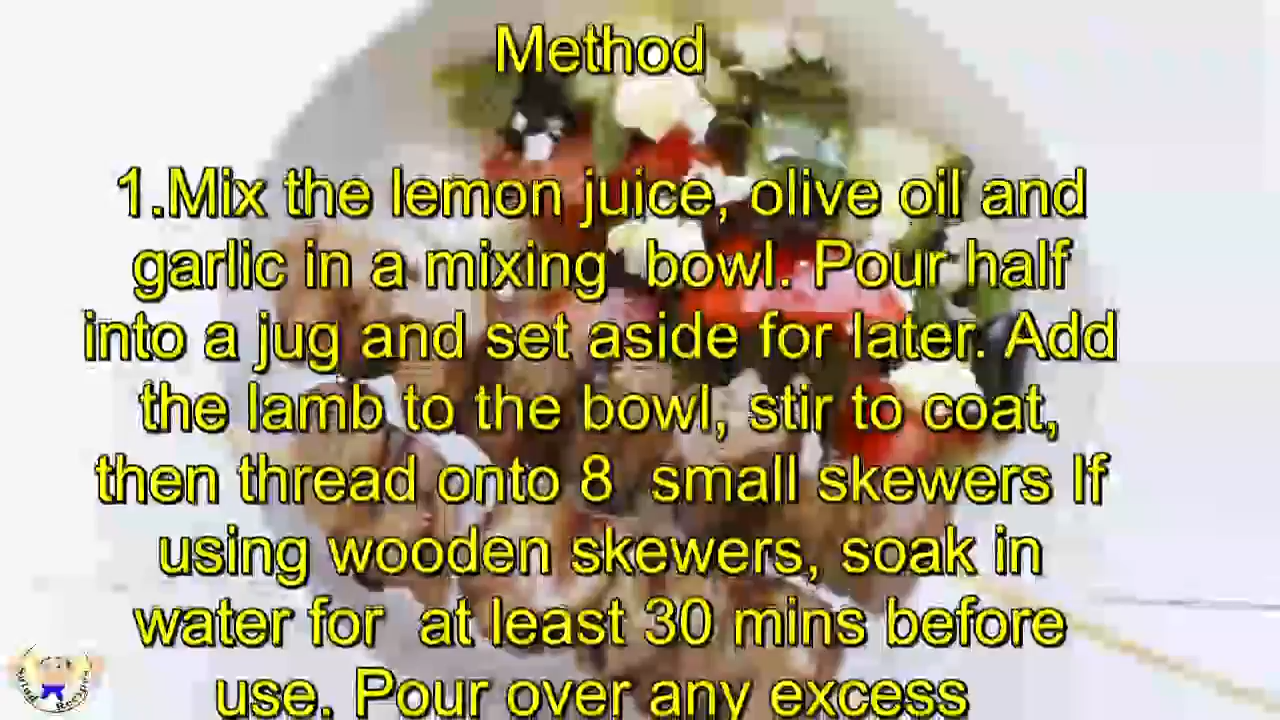 Method
1.Mix the lemon juice, olive oil and
garlic in a mixing  bowl. Pour half
into a jug and set aside for later. Add
the lamb to the bowl, stir to coat,
then thread onto 8  small skewers If
using wooden skewers, soak in
water for  at least 30 mins before
use. Pour over any excess